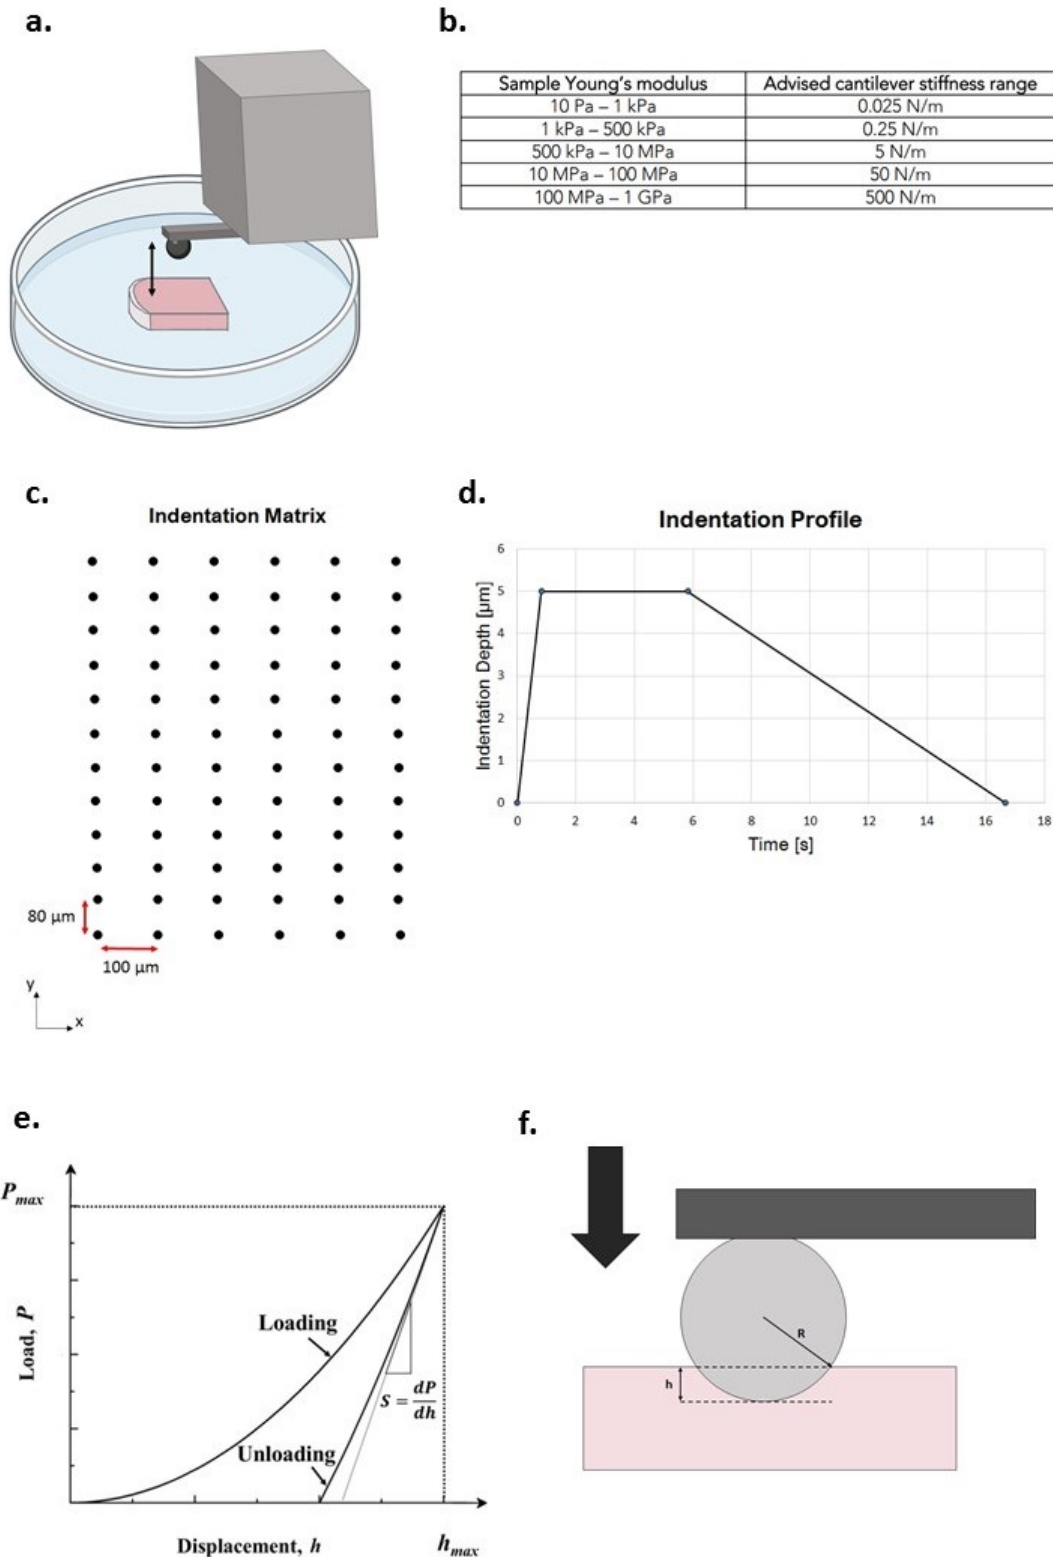 a.
b.
Sample Young's modulus Advised cantilever stiffness range
10 Pa – 1 kPa 0.025 N/m
1 kPa – 500 kPa 0.25 N/m
500 kPa – 10 MPa 5 N/m
10 MPa – 100 MPa 50 N/m
100 MPa – 1 GPa 500 N/m
c.
Indentation Matrix
80 µm
100 µm
y
x
d.
Indentation Profile
Indentation Depth [µm]
6
5
4
3
2
1
0
0 2 4 6 8 10 12 14 16 18
Time [s]
e.
P_max
Load, P
Loading
S = dP/dh
Unloading
Displacement, h
h_max
f.
R
h